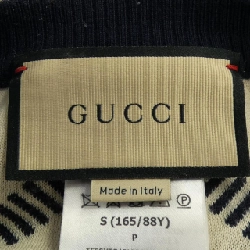 GUCCI
Made in Italy
S (165/88Y)
P